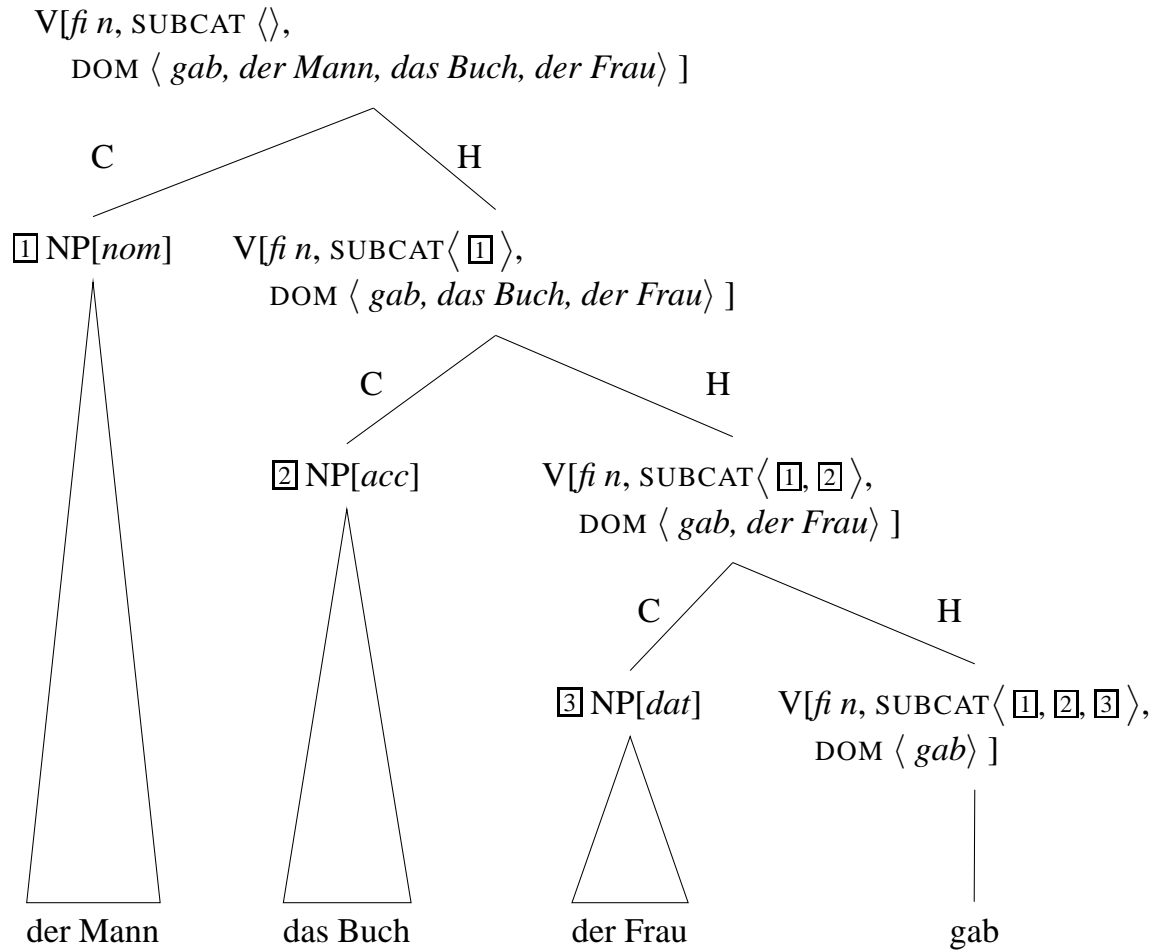 V[fin, SUBCAT ⟨⟩,
DOM ⟨ gab, der Mann, das Buch, der Frau⟩ ]
C H
1 NP[nom] V[fin, SUBCAT⟨ 1 ⟩,
DOM ⟨ gab, das Buch, der Frau⟩ ]
C H
2 NP[acc] V[fin, SUBCAT⟨ 1, 2 ⟩,
DOM ⟨ gab, der Frau⟩ ]
C H
3 NP[dat] V[fin, SUBCAT⟨ 1, 2, 3 ⟩,
DOM ⟨ gab⟩ ]
der Mann das Buch der Frau gab